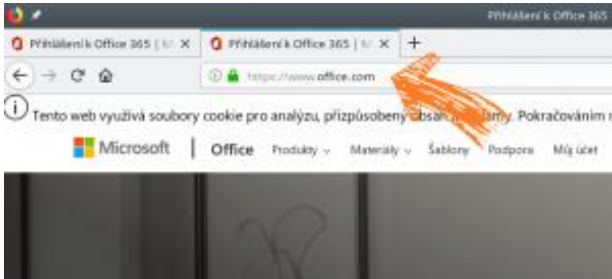 Přihlášení k Office 365
Přihlášení k Office 365 | M Přihlášení k Office 365 | M
https://www.office.com
Tento web využívá soubory cookie pro analýzu, přizpůsobený obsah Pokračováním
Microsoft | Office Produkty Materiály Šablony Podpora Můj účet